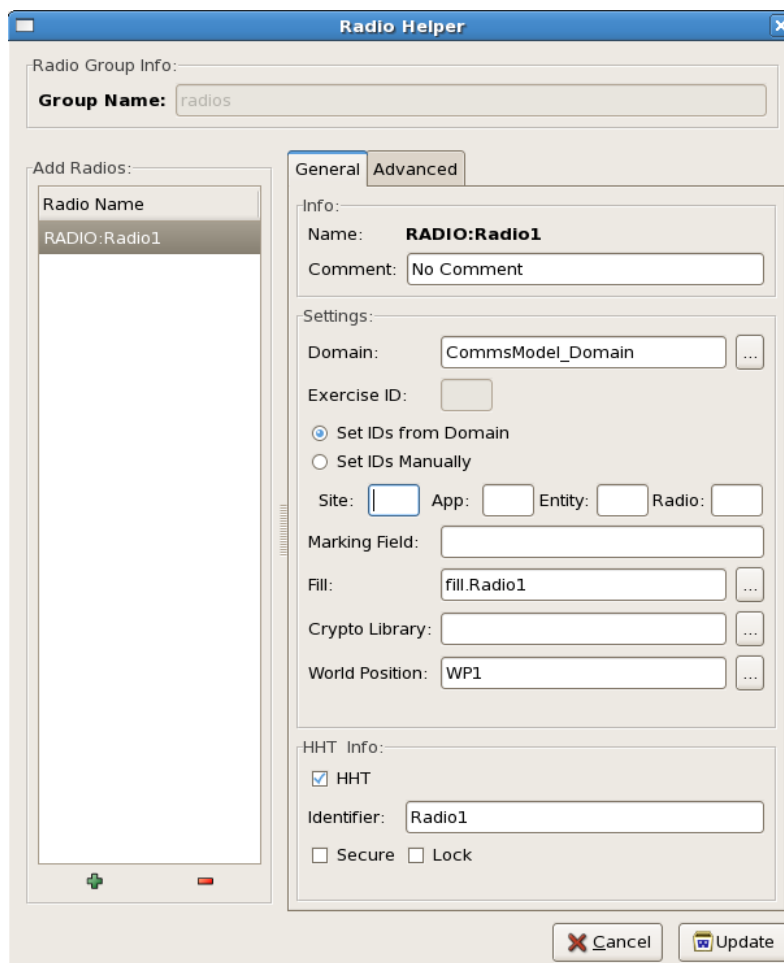 Radio Helper
Radio Group Info:
Group Name: radios
Add Radios:
Radio Name
RADIO:Radio1
General Advanced
Info:
Name: RADIO:Radio1
Comment: No Comment
Settings:
Domain: CommsModel_Domain ...
Exercise ID:
Set IDs from Domain
Set IDs Manually
Site: App: Entity: Radio:
Marking Field:
Fill: fill.Radio1 ...
Crypto Library: ...
World Position: WP1 ...
HHT Info:
HHT
Identifier: Radio1
Secure Lock
Cancel Update